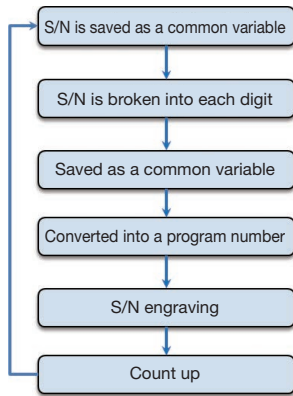 S/N is saved as a common variable
S/N is broken into each digit
Saved as a common variable
Converted into a program number
S/N engraving
Count up